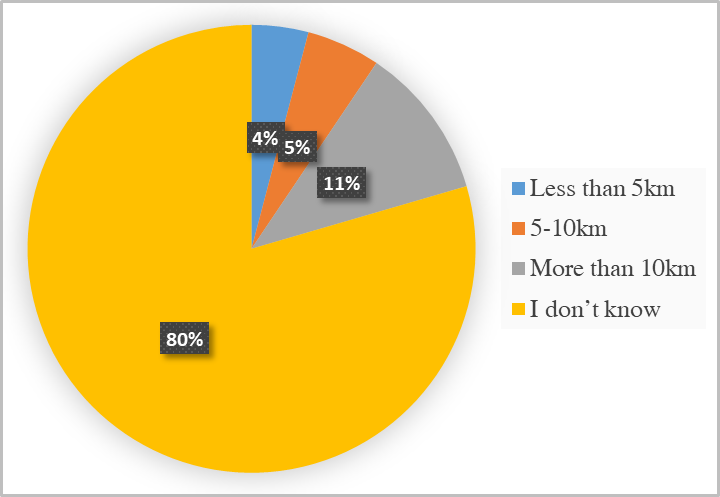 4%
5%
11%
80%
Less than 5km
5-10km
More than 10km
I don’t know